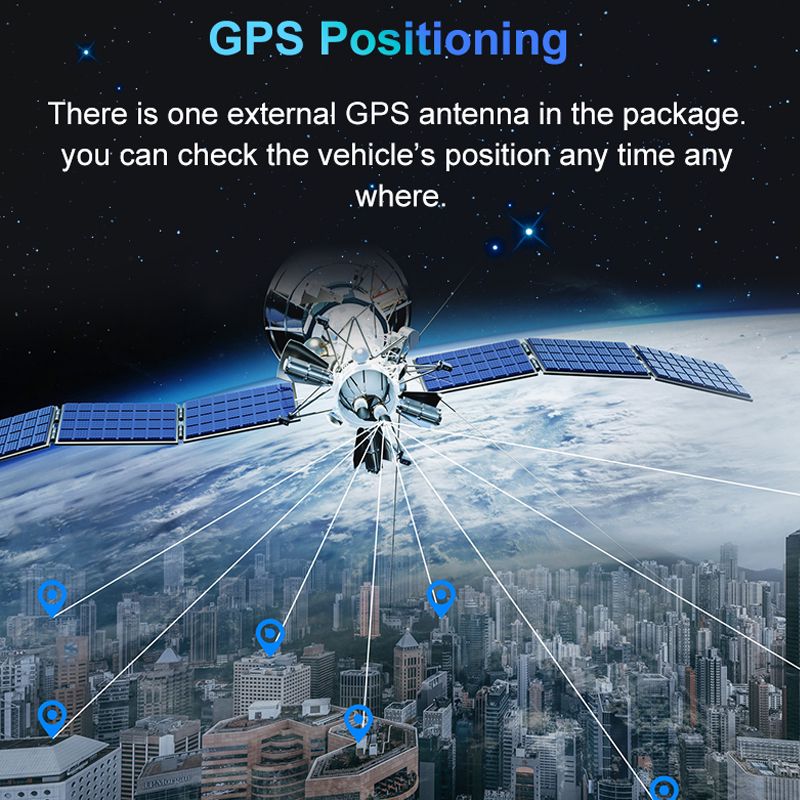 GPS Positioning
There is one external GPS antenna in the package.
you can check the vehicle’s position any time any
where.